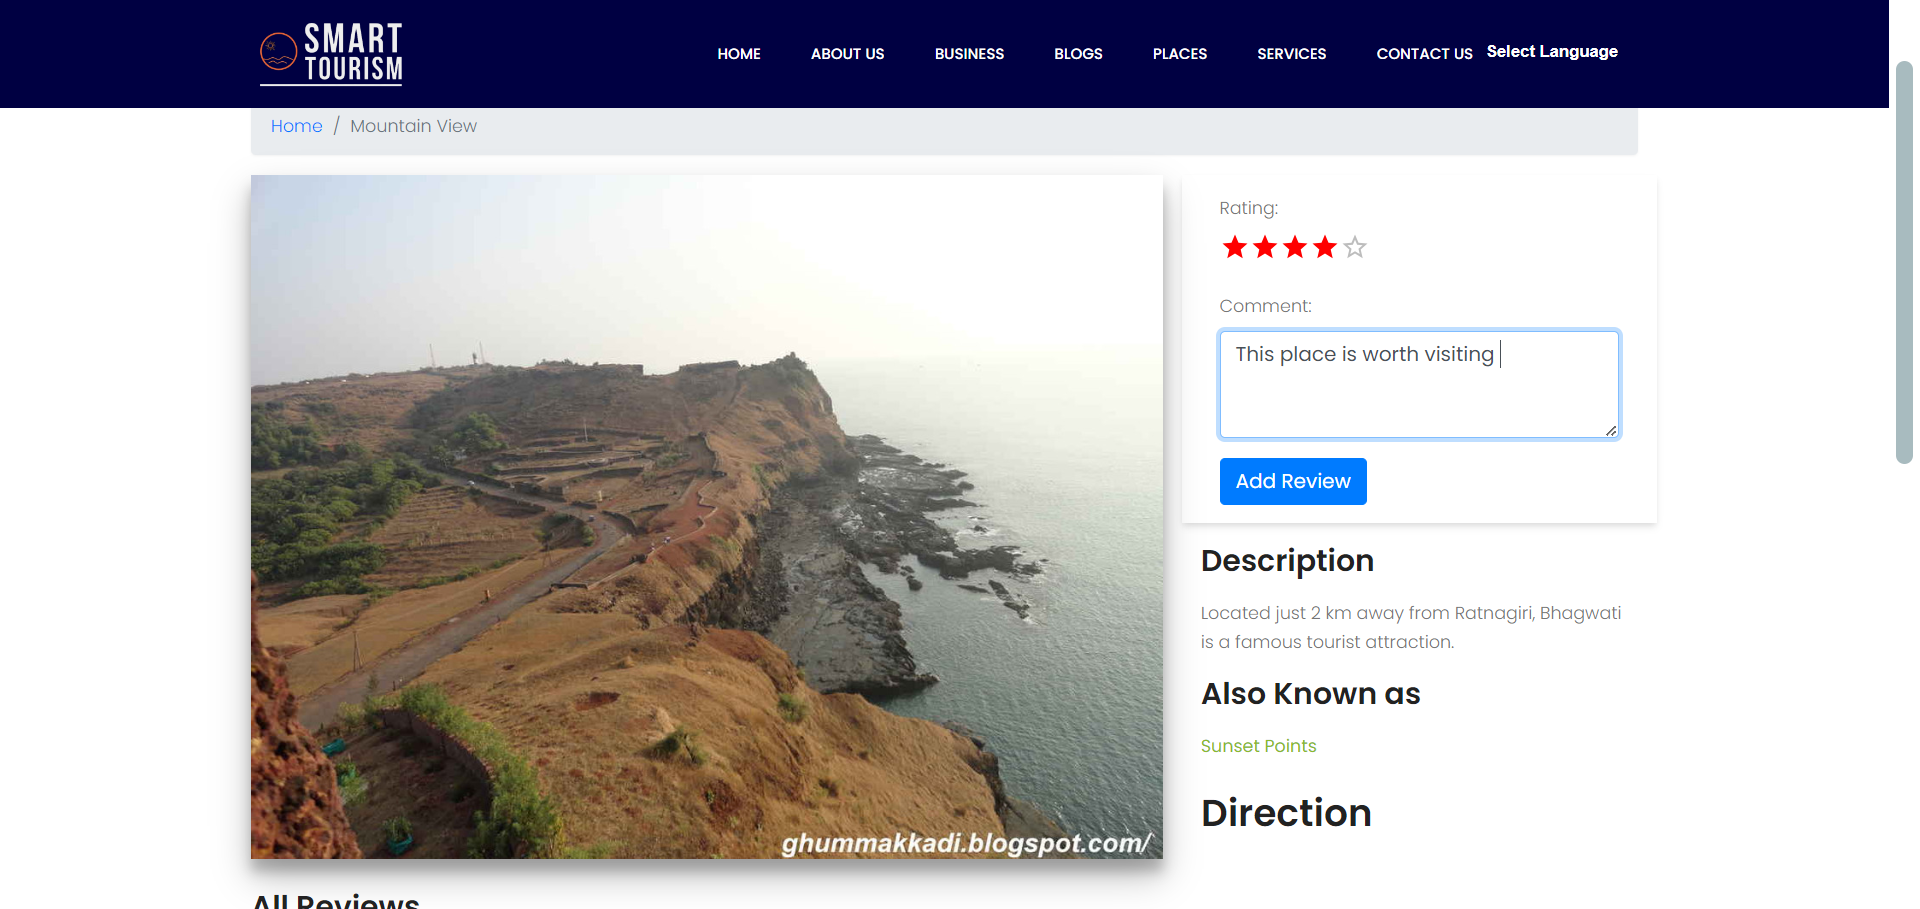 SMART
TOURISM
HOME ABOUT US BUSINESS BLOGS PLACES SERVICES CONTACT US Select Language
Home / Mountain View
Rating:
Comment:
This place is worth visiting
Add Review
Description
Located just 2 km away from Ratnagiri, Bhagwati
is a famous tourist attraction.
Also Known as
Sunset Points
Direction
ghummakkadi.blogspot.com/
All Reviews